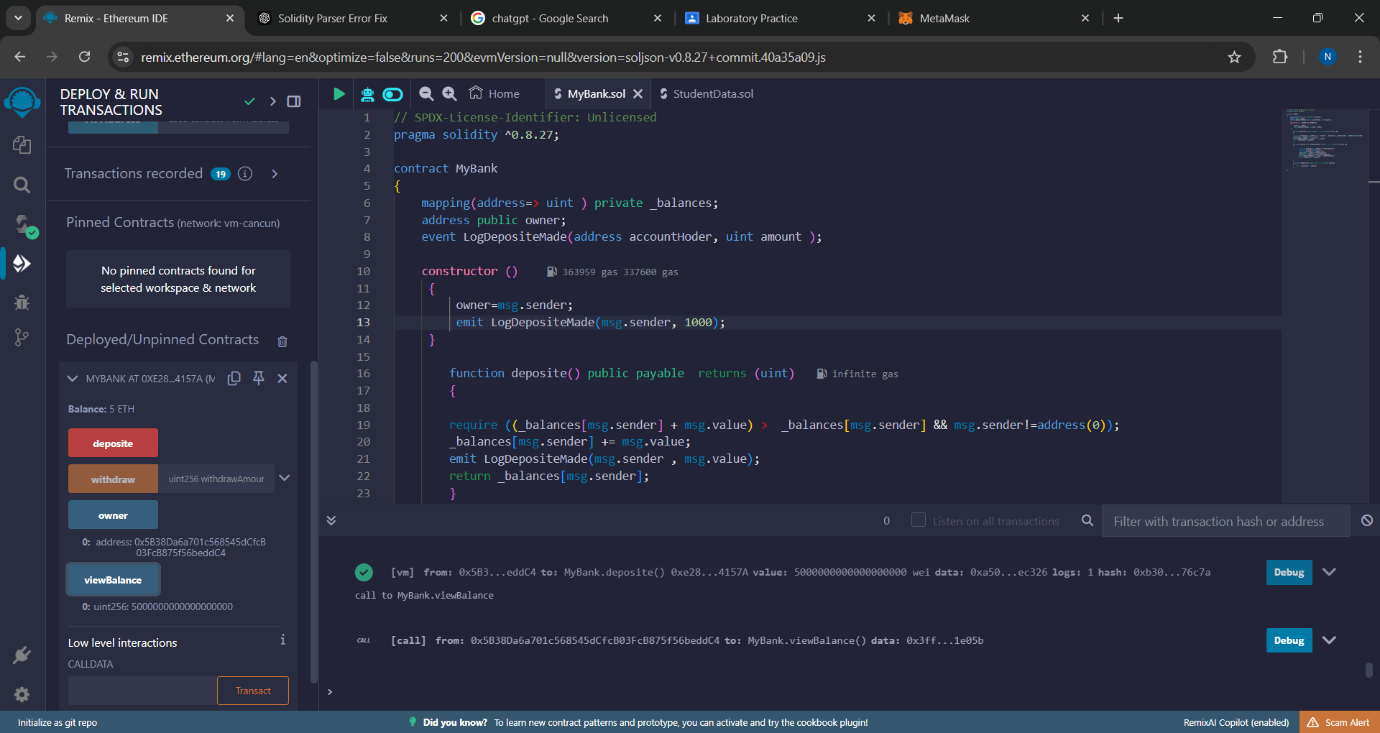 Remix - Ethereum IDE
Solidity Parser Error Fix
chatgpt - Google Search
Laboratory Practice
MetaMask
remix.ethereum.org/#lang=en&optimize=false&runs=200&evmVersion=null&version=soljson-v0.8.27+commit.40a35a09.js
N
DEPLOY & RUN
TRANSACTIONS
Transactions recorded 19 i
Pinned Contracts (network: vm-cancun)
No pinned contracts found for
selected workspace & network
Deployed/Unpinned Contracts
MYBANK AT 0XE28...4157A (M
Balance: 5 ETH
deposite
withdraw uint256 withdrawAmour
owner
0: address: 0x5B38Da6a701c568545dCfcB
03FcB875f56beddC4
viewBalance
0: uint256: 5000000000000000000
Low level interactions i
CALLDATA
Transact
Home
MyBank.sol
StudentData.sol
1 // SPDX-License-Identifier: Unlicensed
2 pragma solidity ^0.8.27;
3
4 contract MyBank
5 {
6 mapping(address=> uint ) private _balances;
7 address public owner;
8 event LogDepositeMade(address accountHoder, uint amount );
9
10 constructor () 363959 gas 337600 gas
11 {
12 owner=msg.sender;
13 emit LogDepositeMade(msg.sender, 1000);
14 }
15
16 function deposite() public payable returns (uint) infinite gas
17 {
18
19 require ((_balances[msg.sender] + msg.value) > _balances[msg.sender] && msg.sender!=address(0));
20 _balances[msg.sender] += msg.value;
21 emit LogDepositeMade(msg.sender , msg.value);
22 return _balances[msg.sender];
23 }
0 Listen on all transactions Filter with transaction hash or address
[vm] from: 0x5B3...eddC4 to: MyBank.deposite() 0xe28...4157A value: 5000000000000000000 wei data: 0xa50...ec326 logs: 1 hash: 0xb30...76c7a Debug
call to MyBank.viewBalance
CALL [call] from: 0x5B38Da6a701c568545dCfcB03FcB875f56beddC4 to: MyBank.viewBalance() data: 0x3ff...1e05b Debug
>
Initialize as git repo
Did you know? To learn new contract patterns and prototype, you can activate and try the cookbook plugin!
RemixAI Copilot (enabled)
Scam Alert